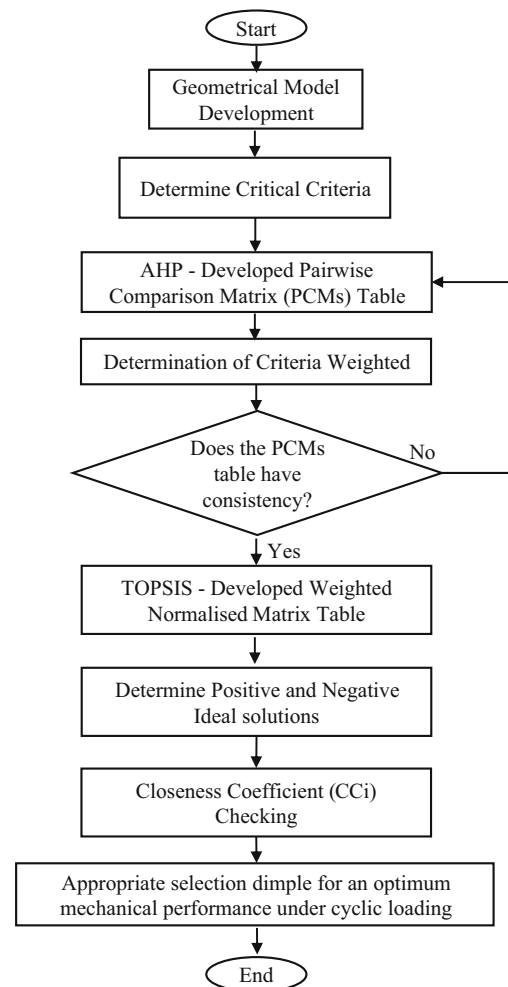 Start
Geometrical Model
Development
Determine Critical Criteria
AHP - Developed Pairwise
Comparison Matrix (PCMs) Table
Determination of Criteria Weighted
Does the PCMs
table have
consistency?
No
Yes
TOPSIS - Developed Weighted
Normalised Matrix Table
Determine Positive and Negative
Ideal solutions
Closeness Coefficient (CCi)
Checking
Appropriate selection dimple for an optimum
mechanical performance under cyclic loading
End